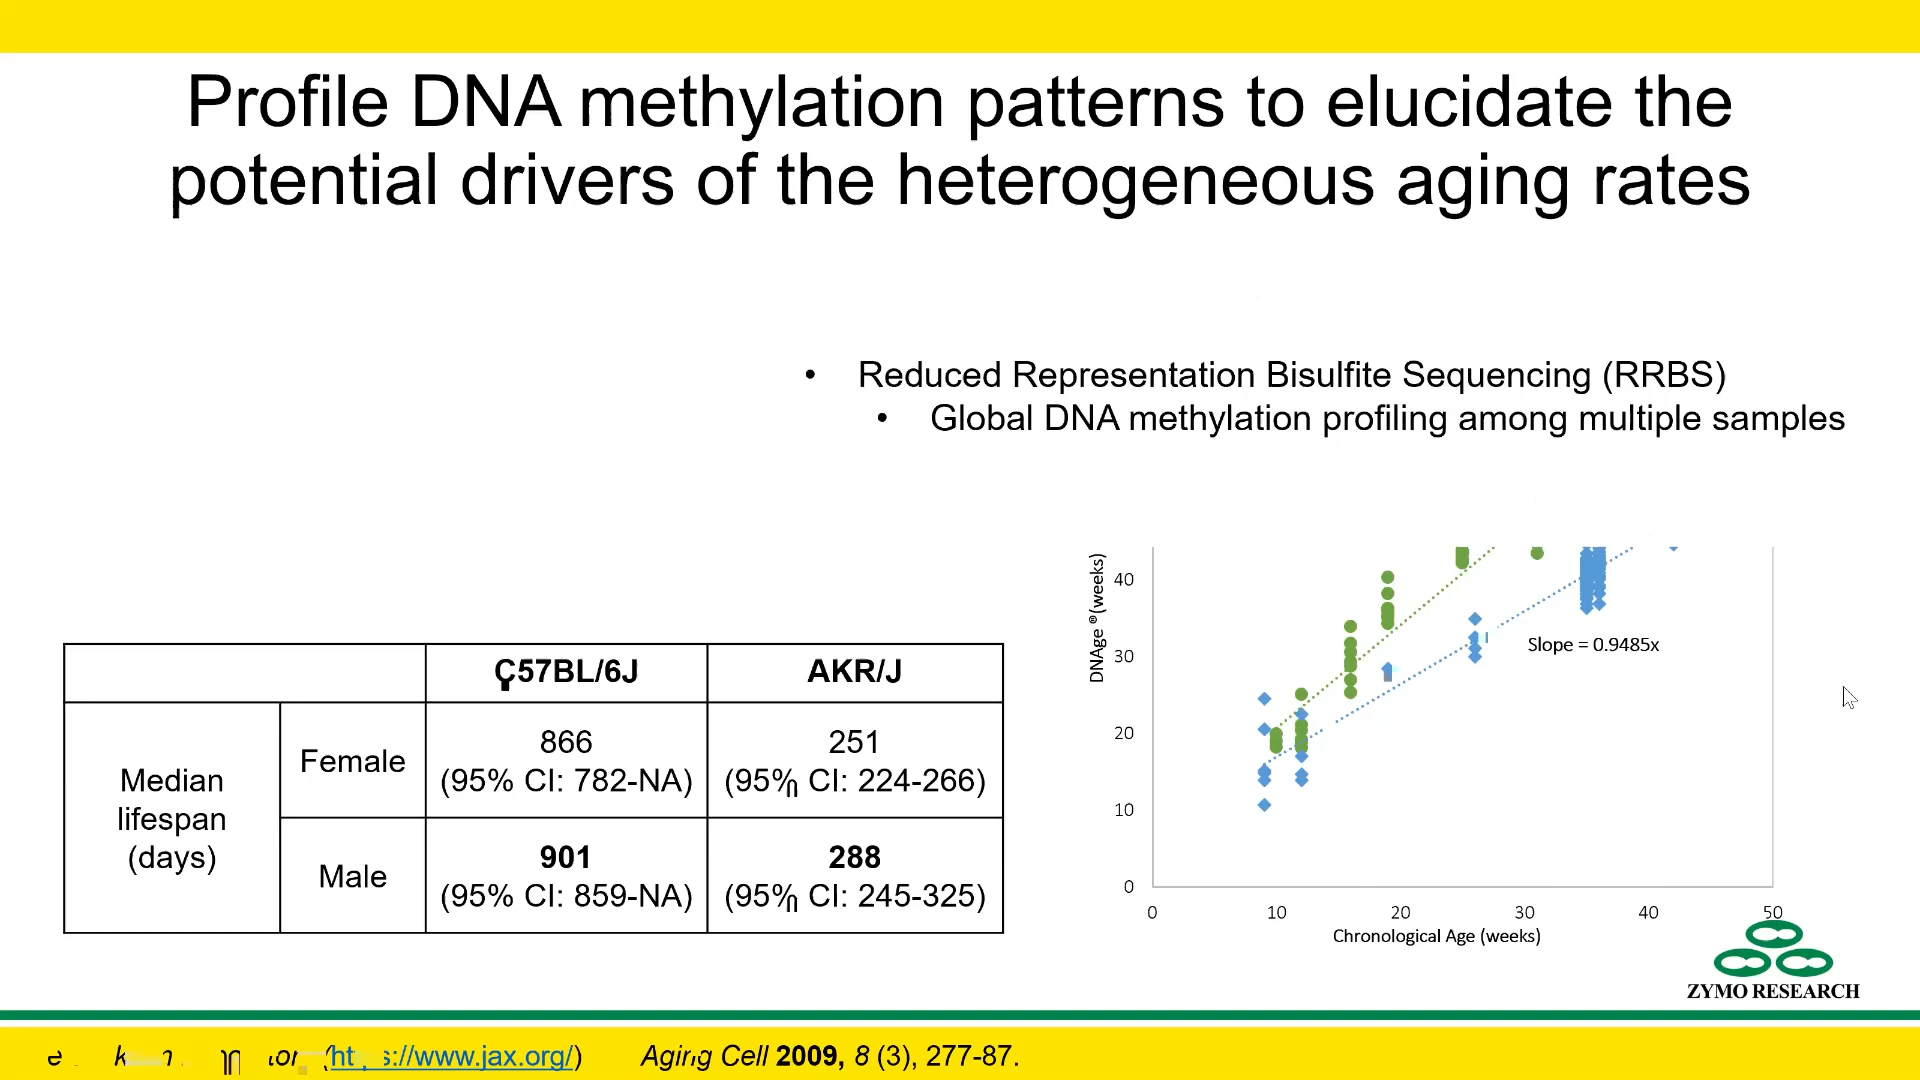 Profile DNA methylation patterns to elucidate the
potential drivers of the heterogeneous aging rates
• Reduced Representation Bisulfite Sequencing (RRBS)
• Global DNA methylation profiling among multiple samples
C57BL/6J AKR/J
Median
lifespan
(days)
Female
866
(95% CI: 782-NA)
251
(95% CI: 224-266)
Male
901
(95% CI: 859-NA)
288
(95% CI: 245-325)
DNAge ®(weeks)
40
30
20
10
0
Slope = 0.9485x
0 10 20 30 40 50
Chronological Age (weeks)
ZYMO RESEARCH
(https://www.jax.org/) Aging Cell 2009, 8 (3), 277-87.